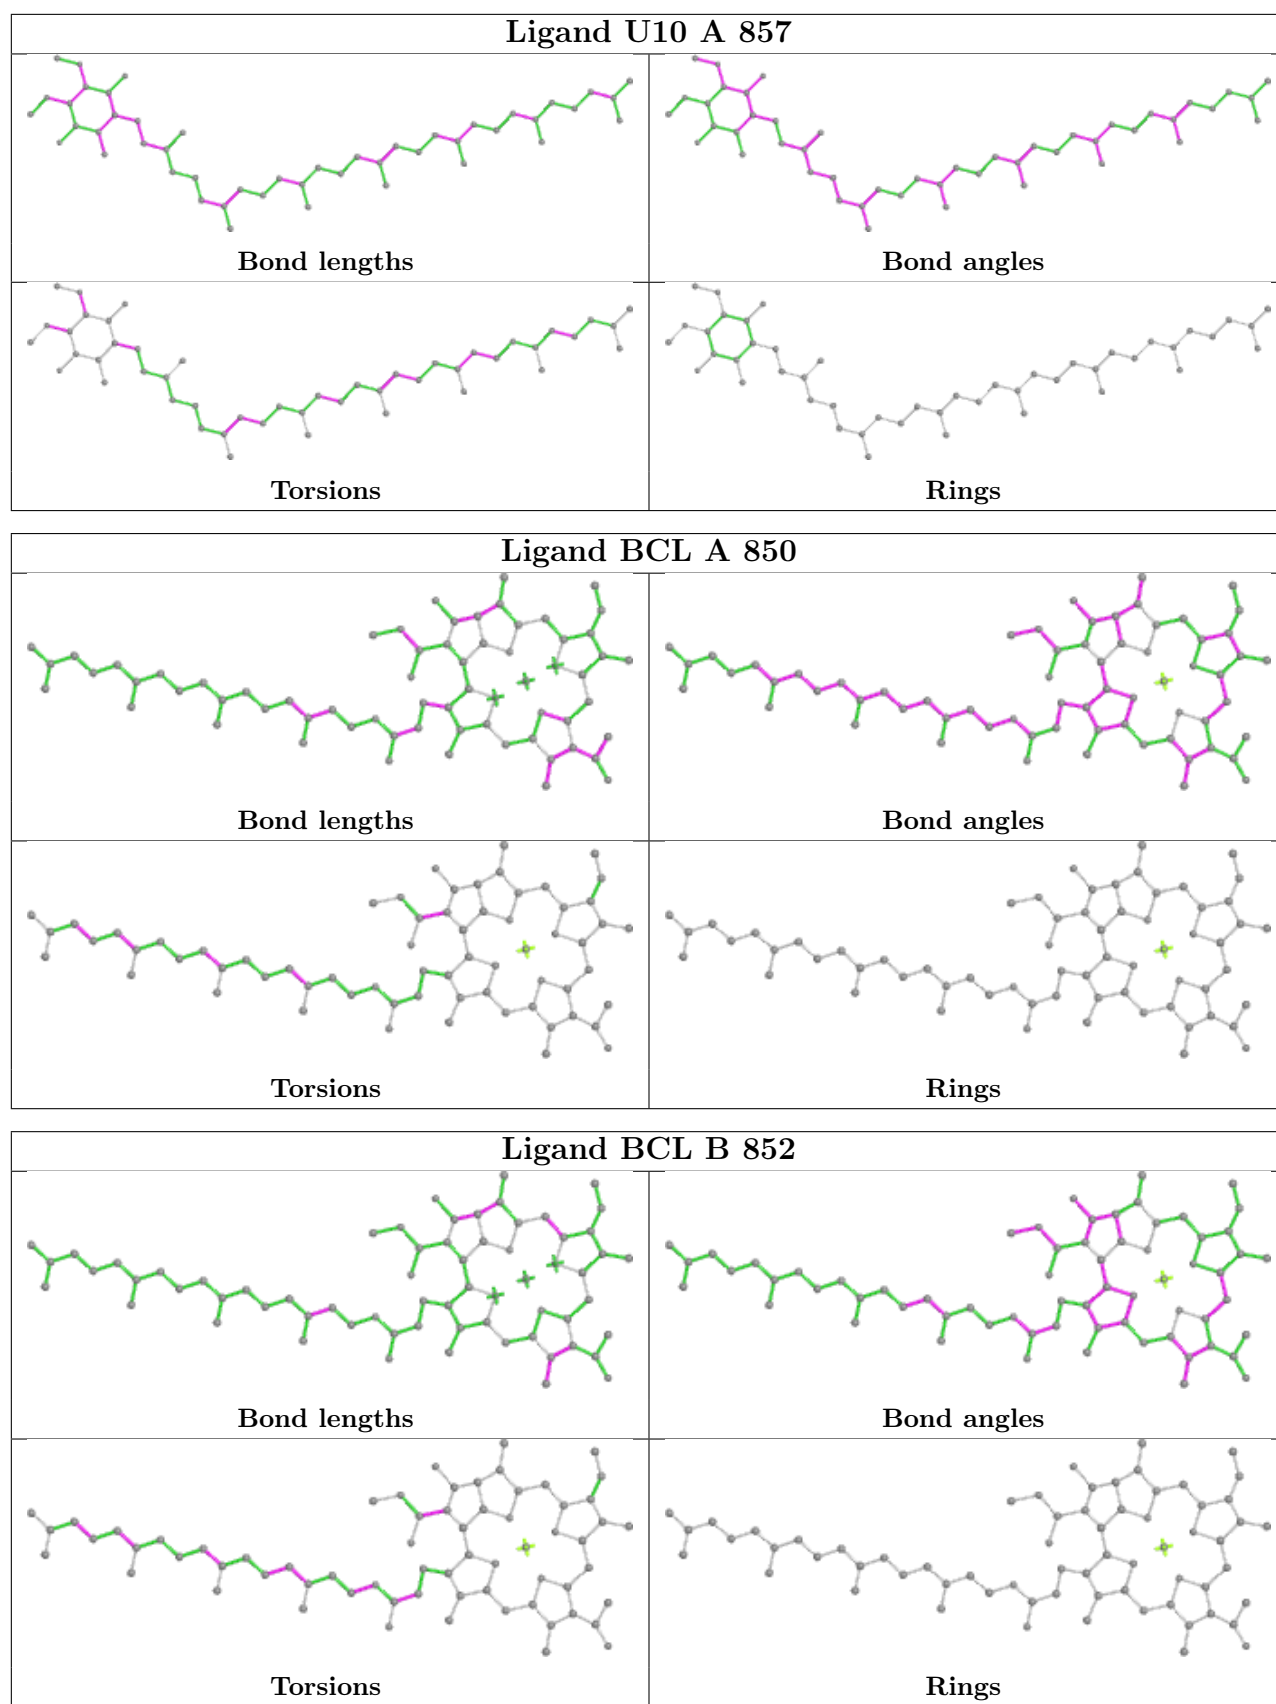 Ligand U10 A 857
Bond lengths
Bond angles
Torsions
Rings
Ligand BCL A 850
Bond lengths
Bond angles
Torsions
Rings
Ligand BCL B 852
Bond lengths
Bond angles
Torsions
Rings